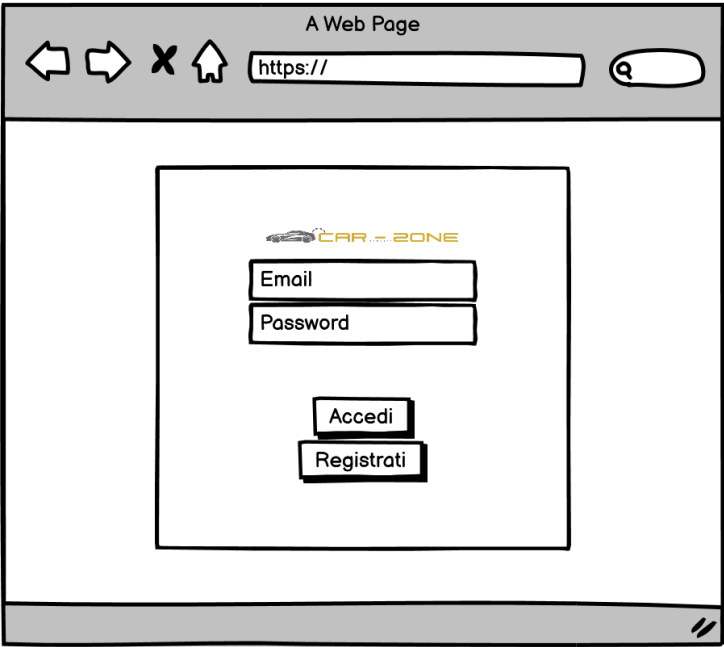 A Web Page
https://
CAR - ZONE
Email
Password
Accedi
Registrati